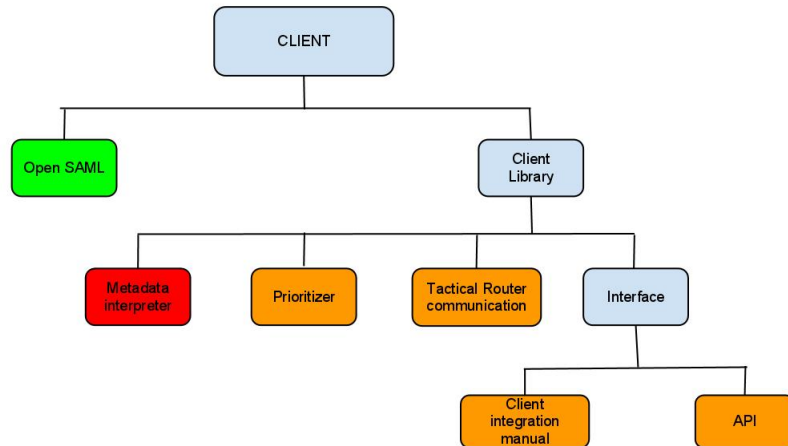 CLIENT
Open SAML
Client
Library
Metadata
interpreter
Prioritizer
Tactical Router
communication
Interface
Client
integration
manual
API